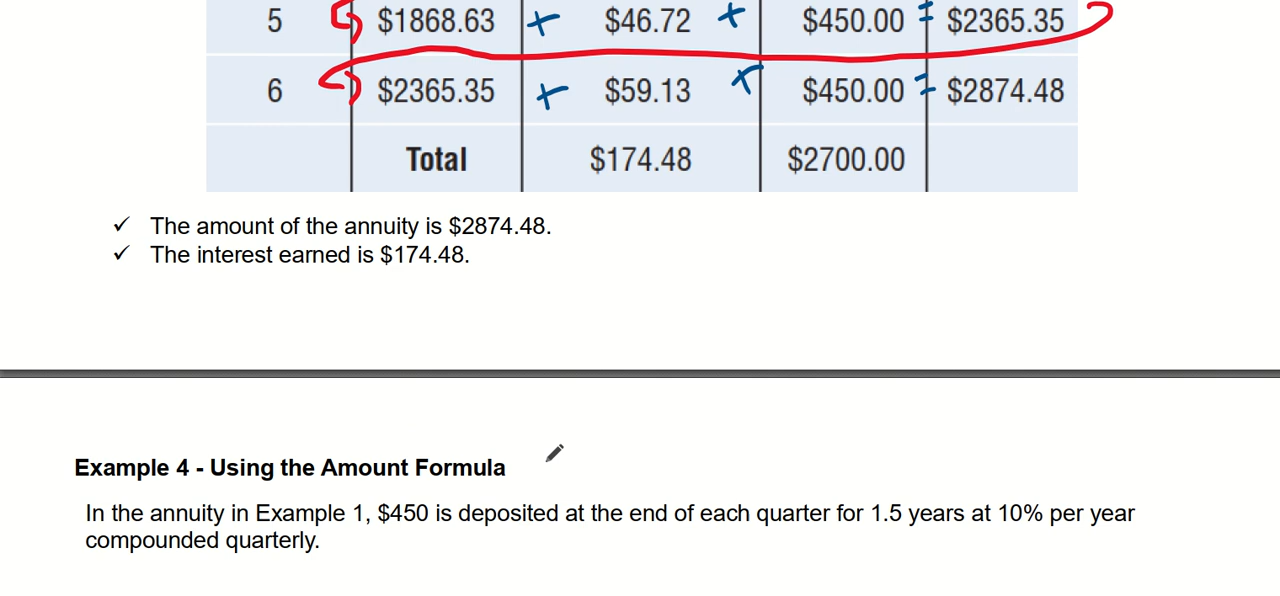 5 $1868.63 + $46.72 + $450.00 = $2365.35
6 $2365.35 + $59.13 + $450.00 = $2874.48
Total $174.48 $2700.00
✓ The amount of the annuity is $2874.48.
✓ The interest earned is $174.48.
Example 4 - Using the Amount Formula
In the annuity in Example 1, $450 is deposited at the end of each quarter for 1.5 years at 10% per year
compounded quarterly.